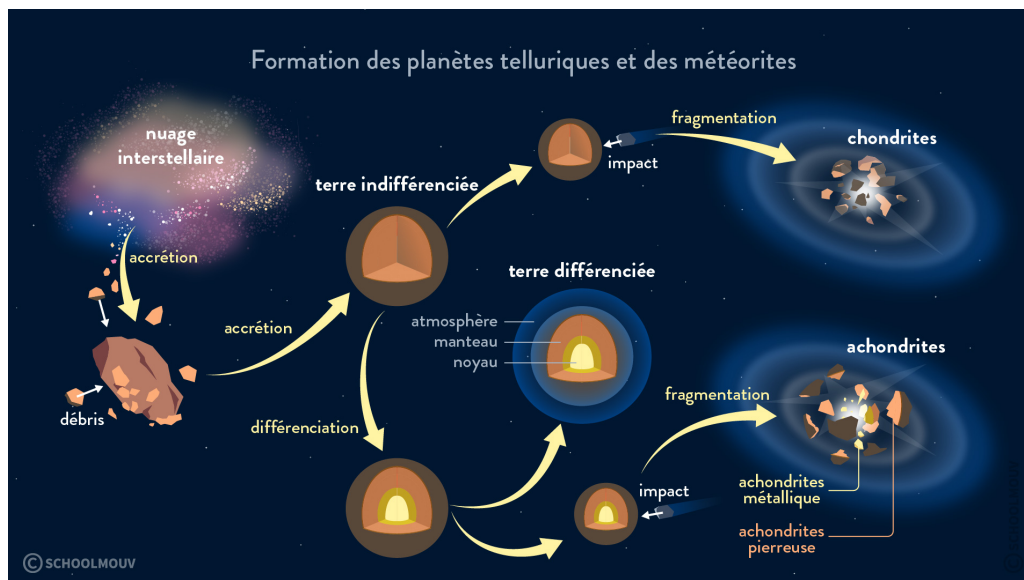 Formation des planètes telluriques et des météorites
nuage
interstellaire
accrétion
débris
accrétion
terre indifférenciée
impact
fragmentation
chondrites
différenciation
terre différenciée
atmosphère
manteau
noyau
impact
fragmentation
achondrites
achondrites
métallique
achondrites
pierreuse
© SCHOOLMOUV